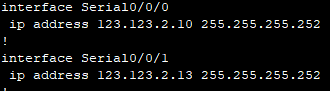 interface Serial0/0/0
 ip address 123.123.2.10 255.255.255.252
!
interface Serial0/0/1
 ip address 123.123.2.13 255.255.255.252
!